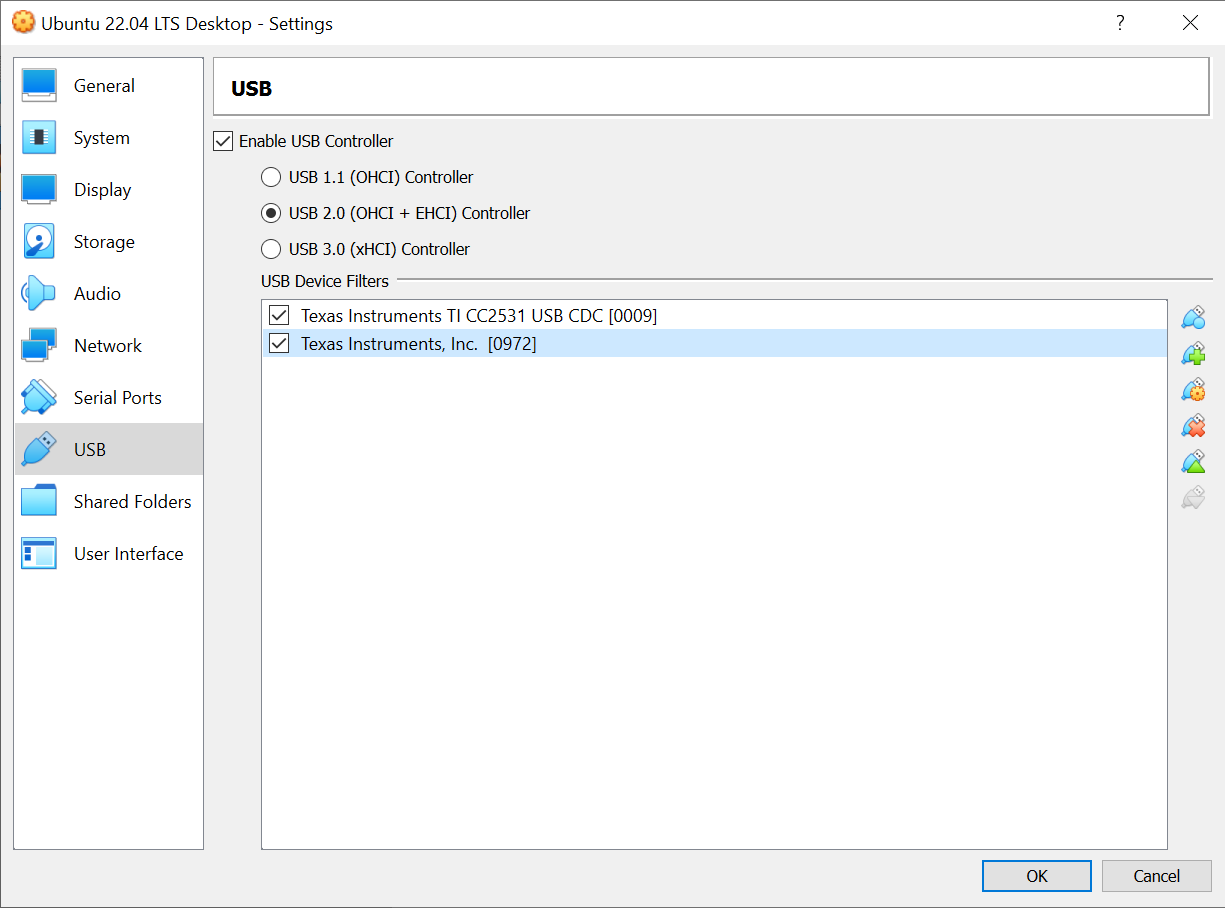 Ubuntu 22.04 LTS Desktop - Settings
?
General
System
Display
Storage
Audio
Network
Serial Ports
USB
Shared Folders
User Interface
USB
Enable USB Controller
USB 1.1 (OHCI) Controller
USB 2.0 (OHCI + EHCI) Controller
USB 3.0 (xHCI) Controller
USB Device Filters
Texas Instruments TI CC2531 USB CDC [0009]
Texas Instruments, Inc.  [0972]
OK
Cancel